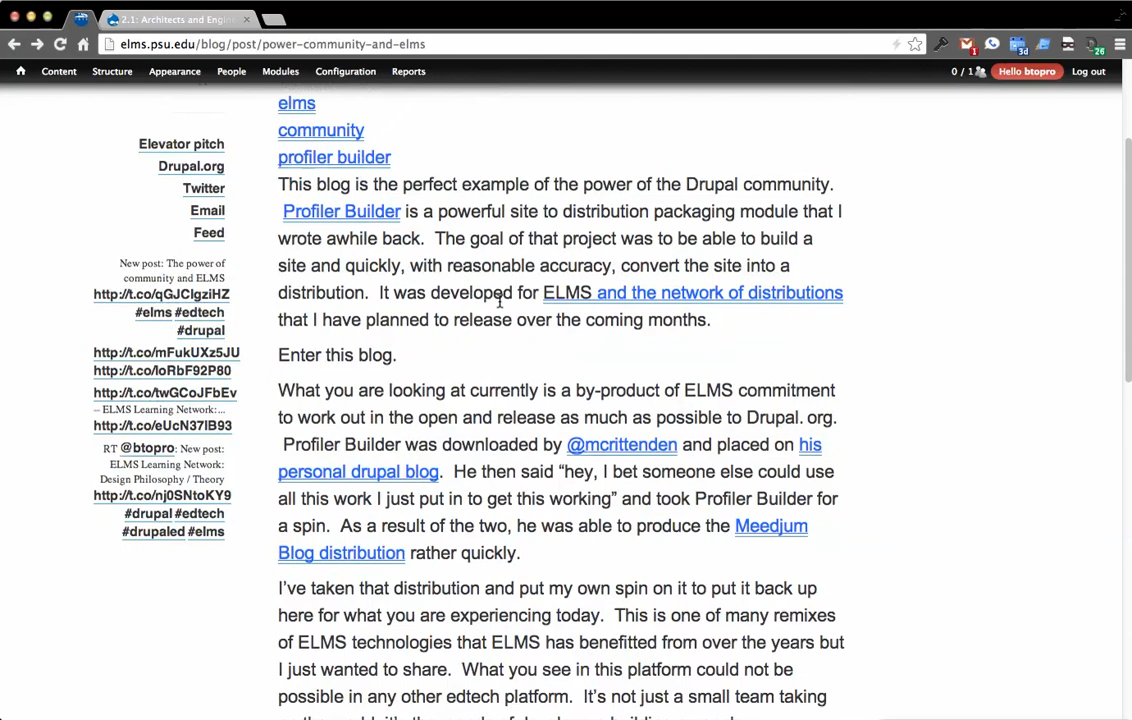 2.1: Architects and Engine
elms.psu.edu/blog/post/power-community-and-elms
1
3d
26
Content Structure Appearance People Modules Configuration Reports
0 / 1 Hello btopro Log out
Elevator pitch
Drupal.org
Twitter
Email
Feed
New post: The power of
community and ELMS
http://t.co/qGJClgziHZ
#elms #edtech
#drupal
http://t.co/mFukUXz5JU
http://t.co/IoRbF92P80
http://t.co/twGCoJFbEv
– ELMS Learning Network:...
http://t.co/eUcN37IB93
RT @btopro: New post:
ELMS Learning Network:
Design Philosophy / Theory
http://t.co/nj0SNtoKY9
#drupal #edtech
#drupaled #elms
elms
community
profiler builder
This blog is the perfect example of the power of the Drupal community.
Profiler Builder is a powerful site to distribution packaging module that I
wrote awhile back. The goal of that project was to be able to build a
site and quickly, with reasonable accuracy, convert the site into a
distribution. It was developed for ELMS and the network of distributions
that I have planned to release over the coming months.
Enter this blog.
What you are looking at currently is a by-product of ELMS commitment
to work out in the open and release as much as possible to Drupal. org.
Profiler Builder was downloaded by @mcrittenden and placed on his
personal drupal blog. He then said “hey, I bet someone else could use
all this work I just put in to get this working” and took Profiler Builder for
a spin. As a result of the two, he was able to produce the Meedjum
Blog distribution rather quickly.
I’ve taken that distribution and put my own spin on it to put it back up
here for what you are experiencing today. This is one of many remixes
of ELMS technologies that ELMS has benefitted from over the years but
I just wanted to share. What you see in this platform could not be
possible in any other edtech platform. It’s not just a small team taking